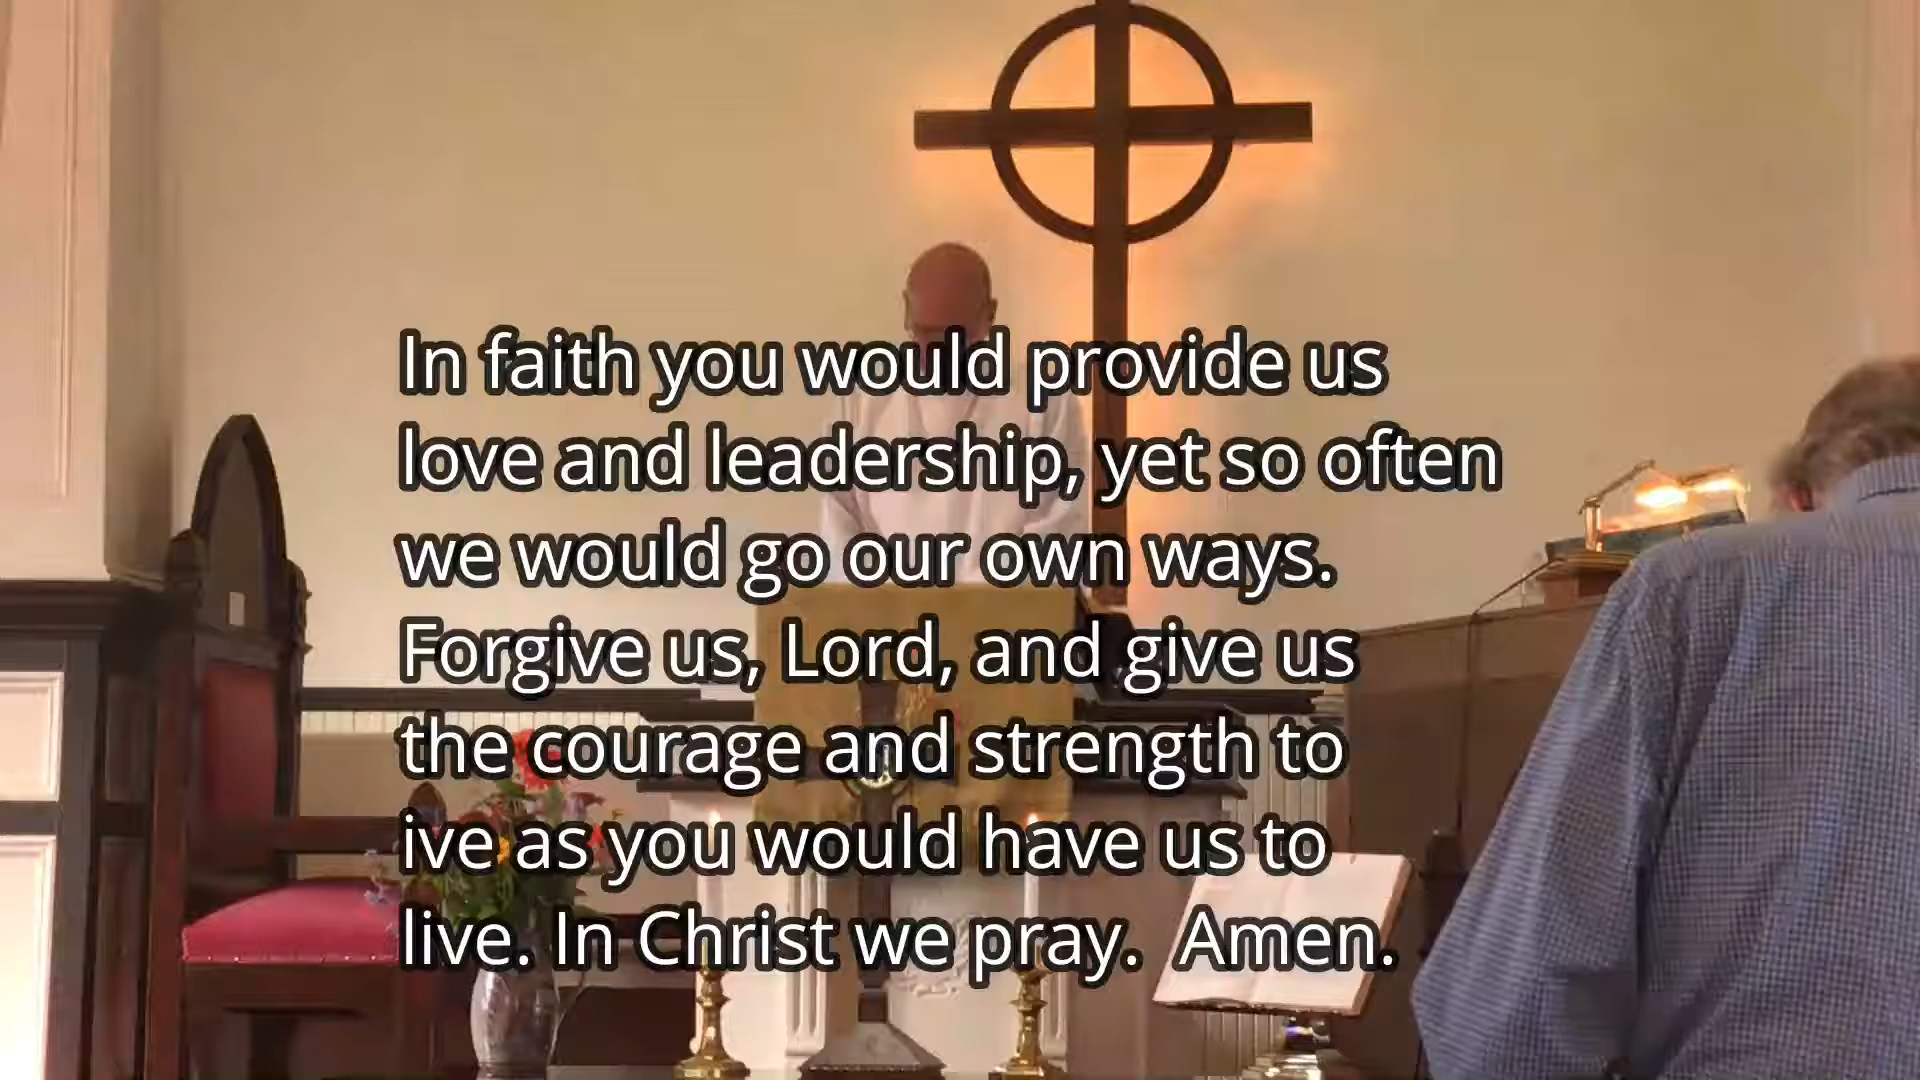 In faith you would provide us
love and leadership, yet so often
we would go our own ways.
Forgive us, Lord, and give us
the courage and strength to
ive as you would have us to
live. In Christ we pray.  Amen.